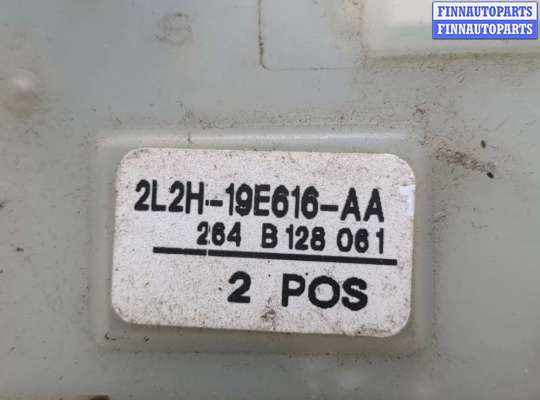 FINNAUTOPARTS
FINNAUTOPARTS
2L2H-19E616-AA
264 B 128 061
2 POS